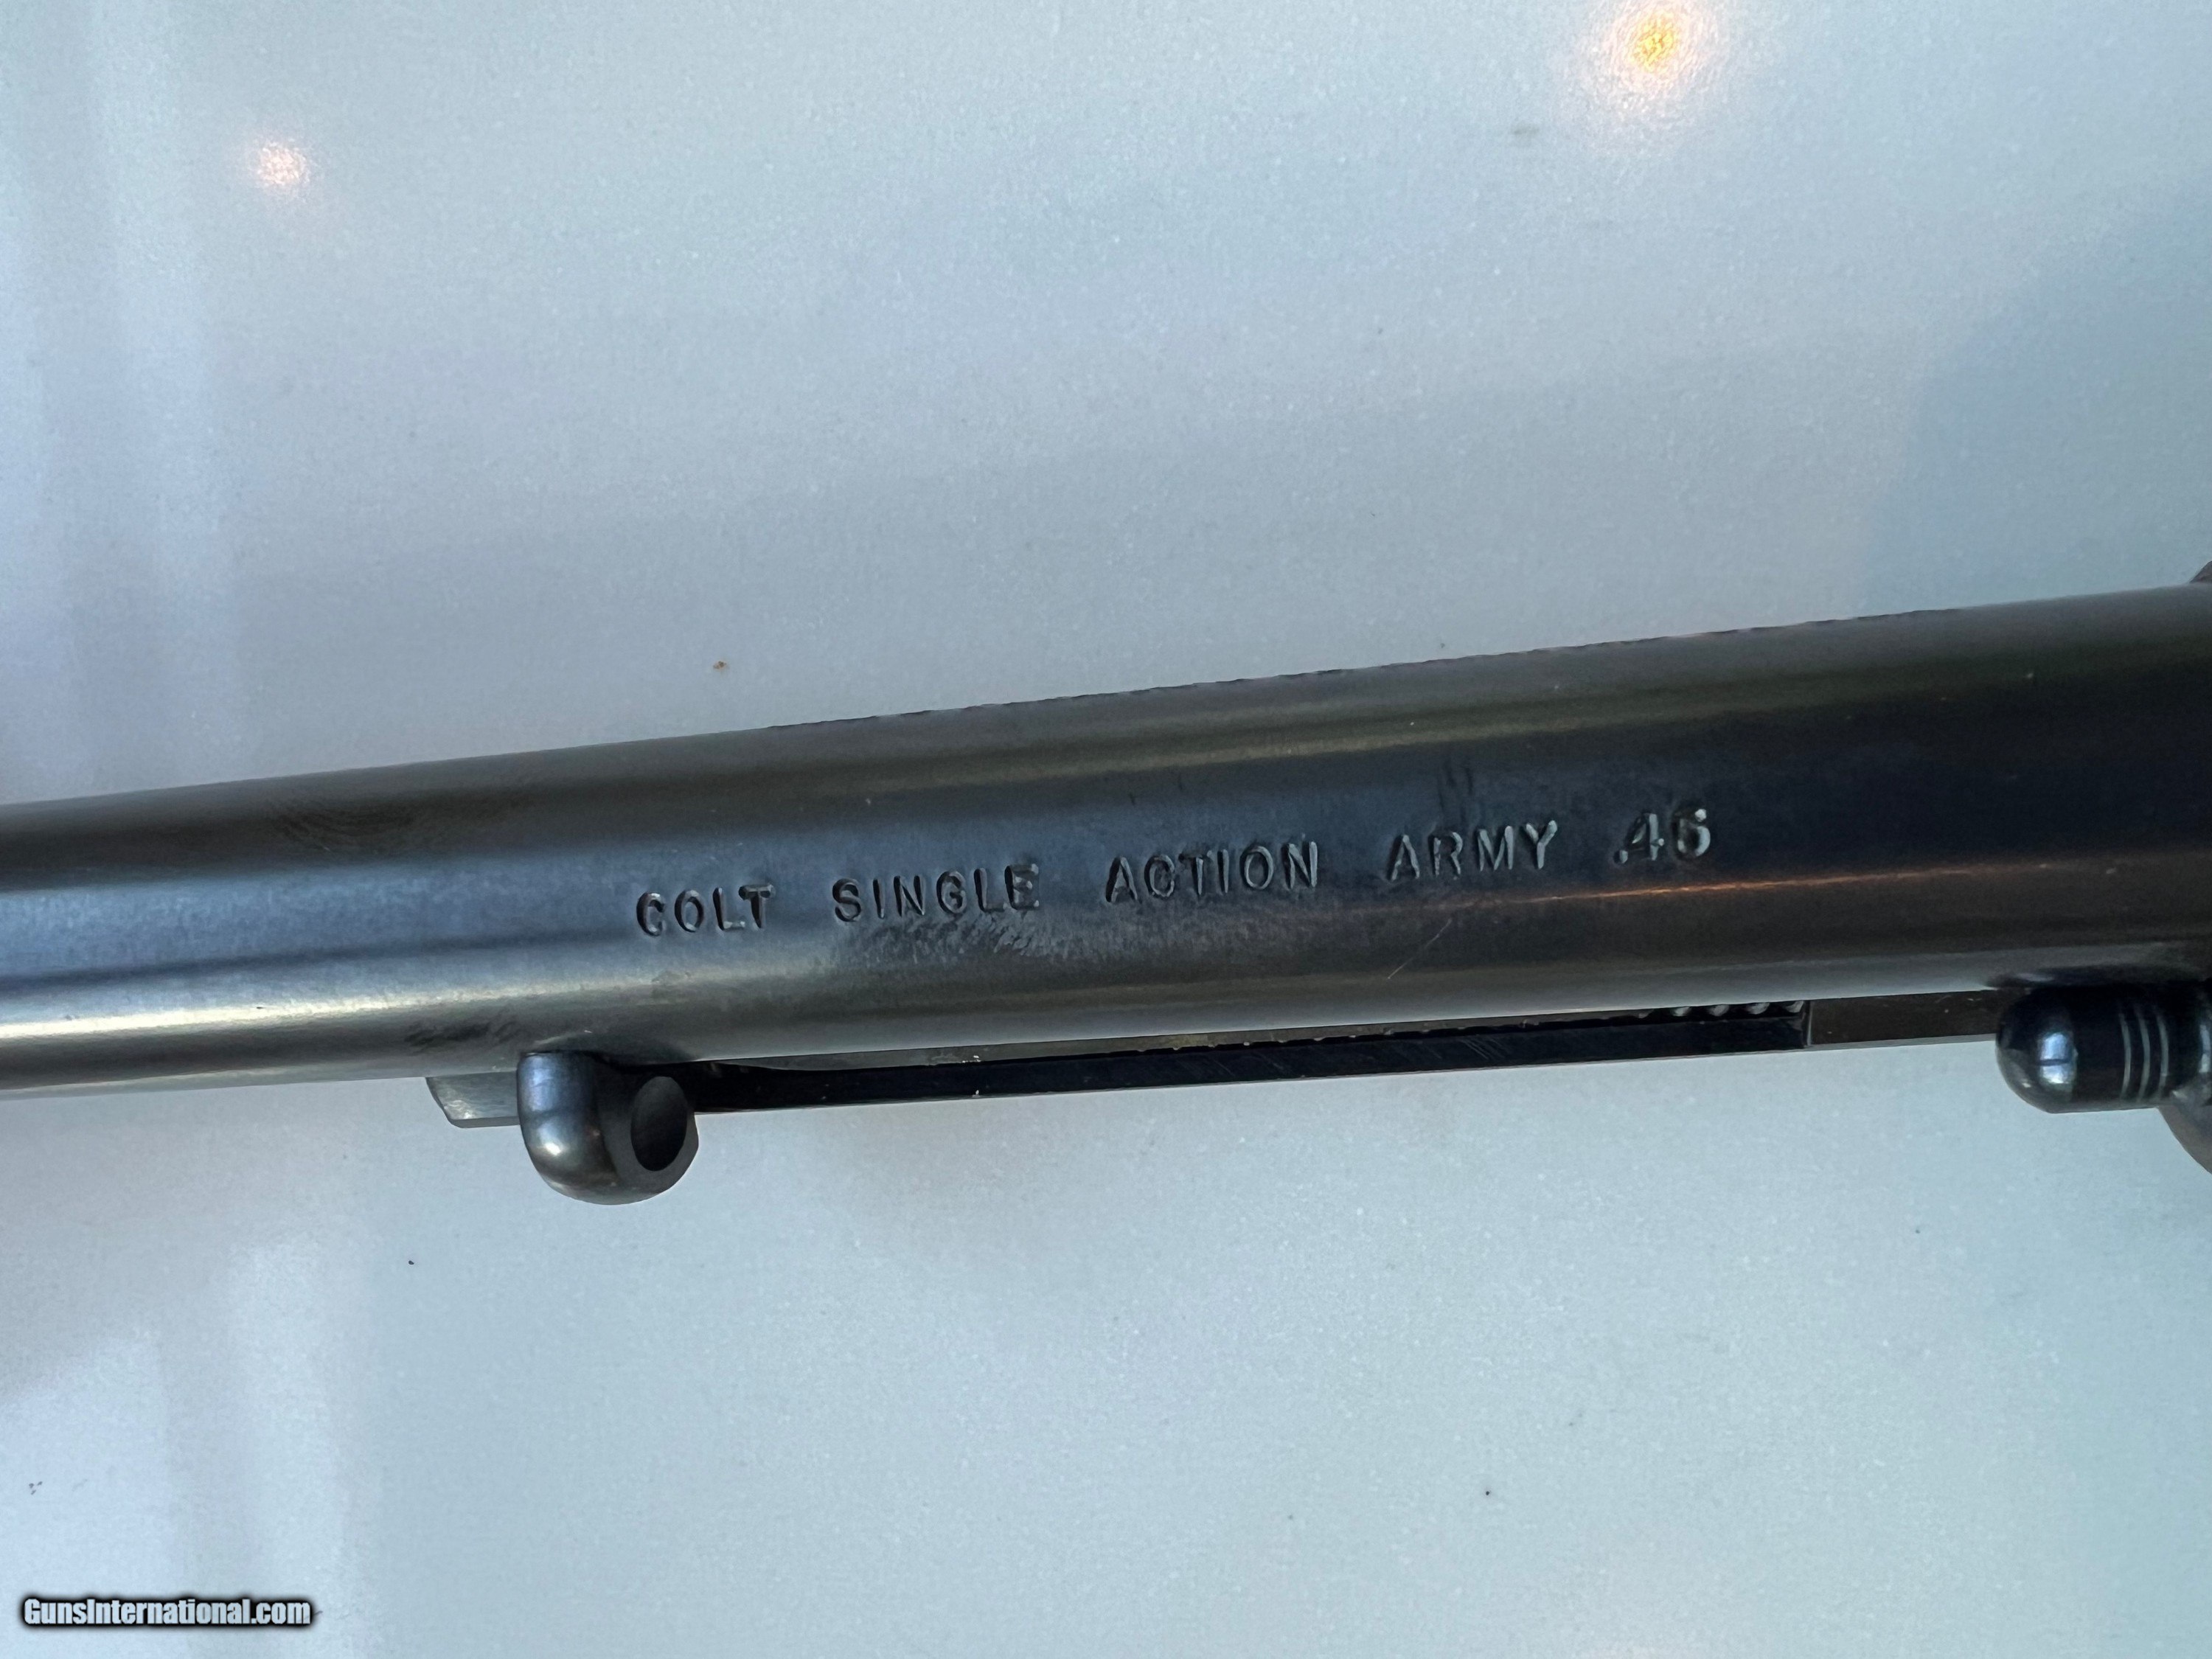 COLT SINGLE ACTION ARMY .45
GunsInternational.com